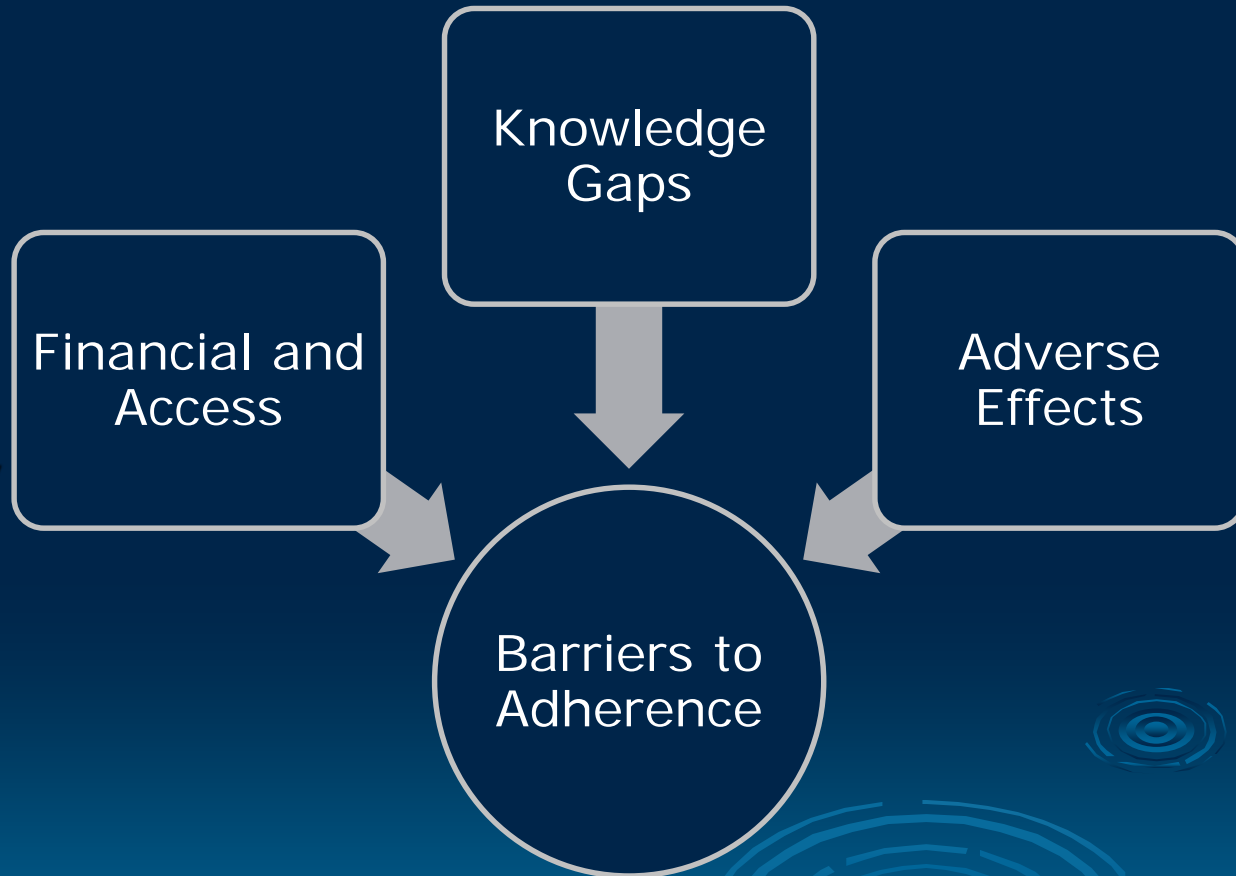 Knowledge
Gaps
Financial and
Access
Adverse
Effects
Barriers to
Adherence